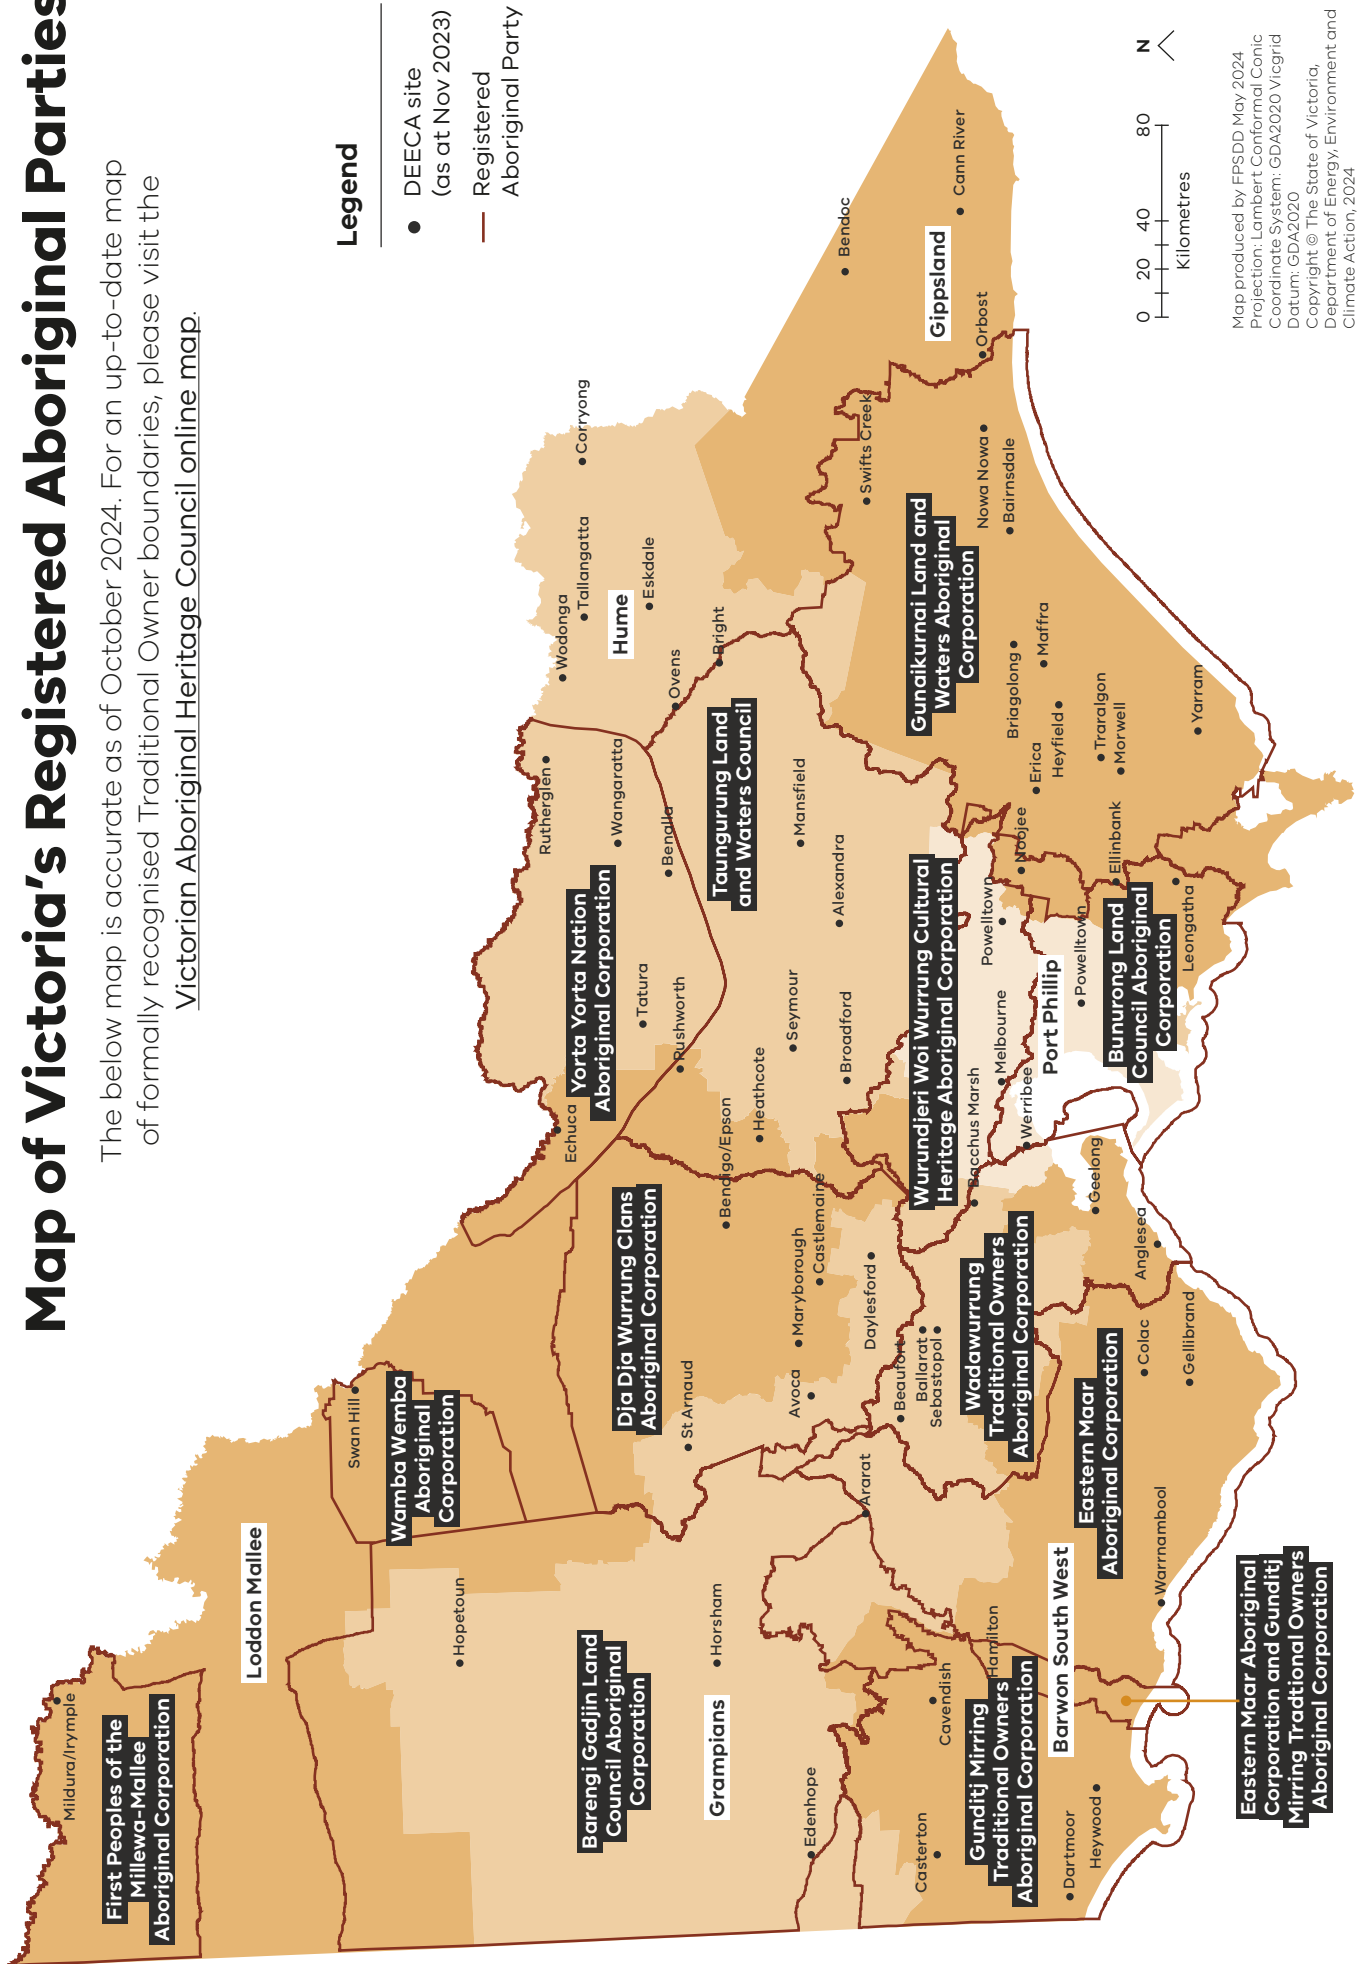 Map of Victoria's Registered Aboriginal Parties
The below map is accurate as of October 2024. For an up-to-date map
of formally recognised Traditional Owner boundaries, please visit the
Victorian Aboriginal Heritage Council online map.
Legend
DEECA site
(as at Nov 2023)
Registered
Aboriginal Party
Mildura/Irymple
First Peoples of the
Millewa-Mallee
Aboriginal Corporation
Loddon Mallee
Swan Hill
Wamba Wemba
Aboriginal
Corporation
Hopetoun
Echuca
Yorta Yorta Nation
Aboriginal Corporation
Rutherglen
Wangaratta
Benalla
Tatura
Rushworth
Wodonga
Tallangatta
Corryong
Hume
Eskdale
Ovens
Bright
Barengi Gadjin Land
Council Aboriginal
Corporation
Horsham
Grampians
Edenhope
Dja Dja Wurrung Clans
Aboriginal Corporation
St Arnaud
Bendigo/Epson
Heathcote
Maryborough
Castlemaine
Avoca
Daylesford
Taungurung Land
and Waters Council
Mansfield
Alexandra
Seymour
Broadford
Bendoc
Swifts Creek
Gippsland
Cann River
Orbost
Nowa Nowa
Bairnsdale
Gunaikurnai Land and
Waters Aboriginal
Corporation
Briagolong
Maffra
Heyfield
Erica
Traralgon
Morwell
Yarram
Noojee
Ellinbank
Leongatha
Ararat
Beaufort
Ballarat
Sebastopol
Wurundjeri Woi Wurrung Cultural
Heritage Aboriginal Corporation
Bacchus Marsh
Melbourne
Powelltown
Werribee
Port Phillip
Powelltown
Bunurong Land
Council Aboriginal
Corporation
Wadawurrung
Traditional Owners
Aboriginal Corporation
Geelong
Anglesea
Casterton
Cavendish
Hamilton
Gunditj Mirring
Traditional Owners
Aboriginal Corporation
Dartmoor
Heywood
Barwon South West
Eastern Maar
Aboriginal Corporation
Colac
Gellibrand
Warrnambool
Eastern Maar Aboriginal
Corporation and Gunditj
Mirring Tradtional Owners
Aboriginal Corporation
N
0 20 40 80
Kilometres
Map produced by FPSDD May 2024
Projection: Lambert Conformal Conic
Coordinate System: GDA2020 Vicgrid
Datum: GDA2020
Copyright © The State of Victoria,
Department of Energy, Environment and
Climate Action, 2024